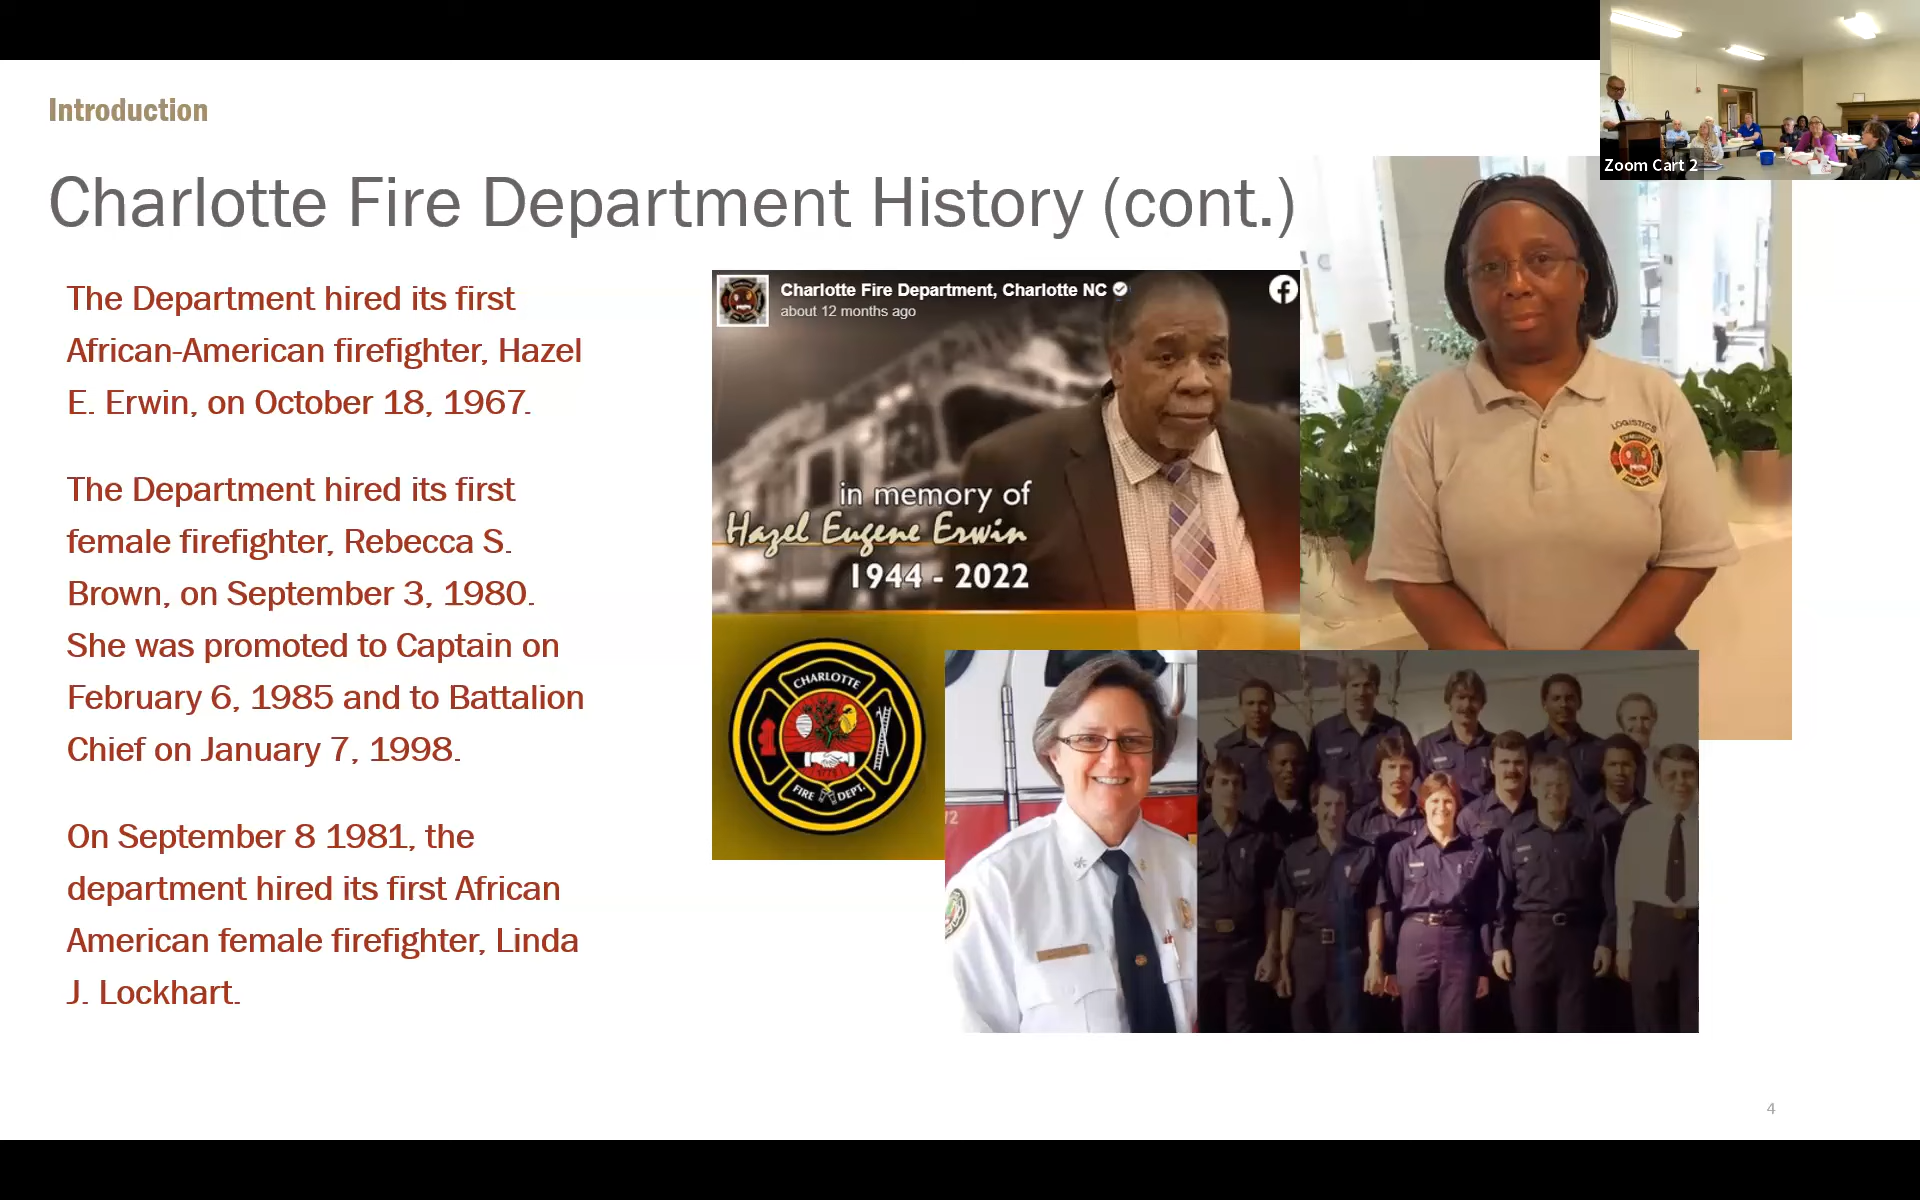 Introduction
Charlotte Fire Department History (cont.)
The Department hired its first
African-American firefighter, Hazel
E. Erwin, on October 18, 1967.
The Department hired its first
female firefighter, Rebecca S.
Brown, on September 3, 1980.
She was promoted to Captain on
February 6, 1985 and to Battalion
Chief on January 7, 1998.
On September 8 1981, the
department hired its first African
American female firefighter, Linda
J. Lockhart.
Charlotte Fire Department, Charlotte NC
about 12 months ago
in memory of
Hazel Eugene Erwin
1944 - 2022
CHARLOTTE
1775
FIRE DEPT.
LOGISTICS
72
Zoom Cart 2
4